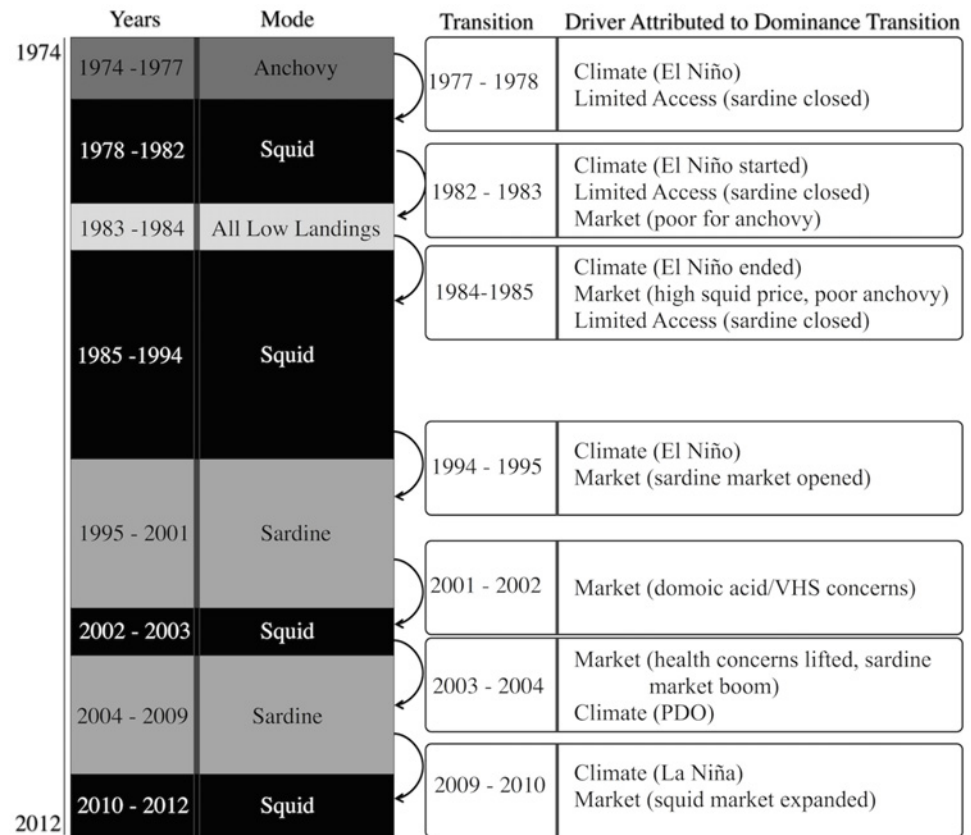 Years Mode Transition Driver Attributed to Dominance Transition
1974
1974 -1977 Anchovy
1977 - 1978
Climate (El Niño)
Limited Access (sardine closed)
1978 -1982 Squid
1982 - 1983
Climate (El Niño started)
Limited Access (sardine closed)
Market (poor for anchovy)
1983 -1984 All Low Landings
1984-1985
Climate (El Niño ended)
Market (high squid price, poor anchovy)
Limited Access (sardine closed)
1985 -1994 Squid
1994 - 1995
Climate (El Niño)
Market (sardine market opened)
1995 - 2001 Sardine
2001 - 2002
Market (domoic acid/VHS concerns)
2002 - 2003 Squid
2003 - 2004
Market (health concerns lifted, sardine
market boom)
Climate (PDO)
2004 - 2009 Sardine
2009 - 2010
Climate (La Niña)
Market (squid market expanded)
2010 - 2012 Squid
2012